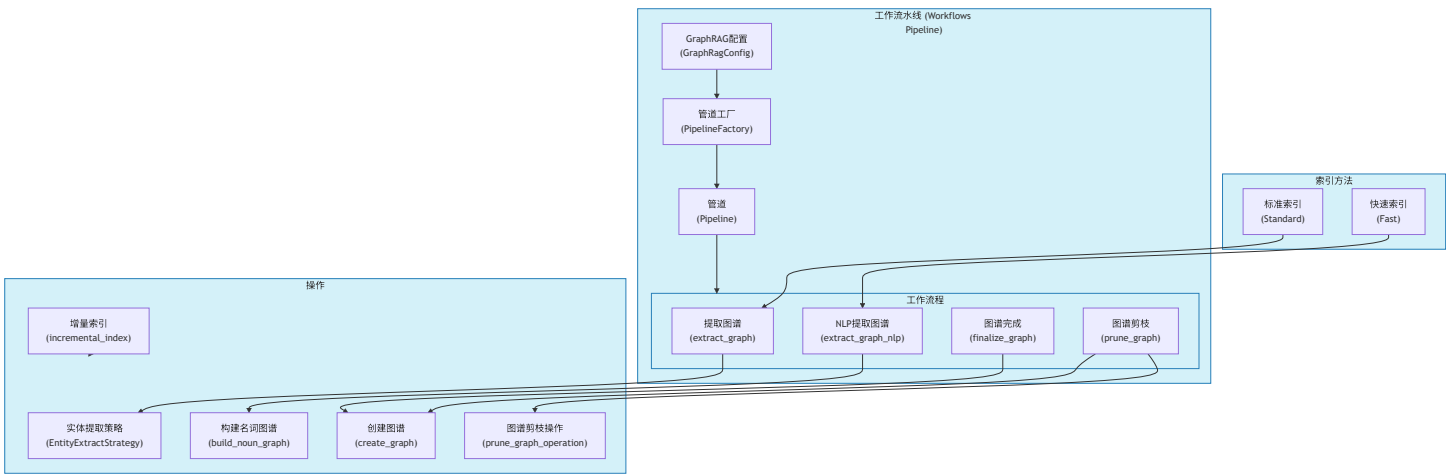 工作流水线 (Workflows
Pipeline)
GraphRAG配置
(GraphRagConfig)
管道工厂
(PipelineFactory)
管道
(Pipeline)
索引方法
标准索引
(Standard)
快速索引
(Fast)
工作流程
提取图谱
(extract_graph)
NLP提取图谱
(extract_graph_nlp)
图谱完成
(finalize_graph)
图谱剪枝
(prune_graph)
操作
增量索引
(incremental_index)
实体提取策略
(EntityExtractStrategy)
构建名词图谱
(build_noun_graph)
创建图谱
(create_graph)
图谱剪枝操作
(prune_graph_operation)